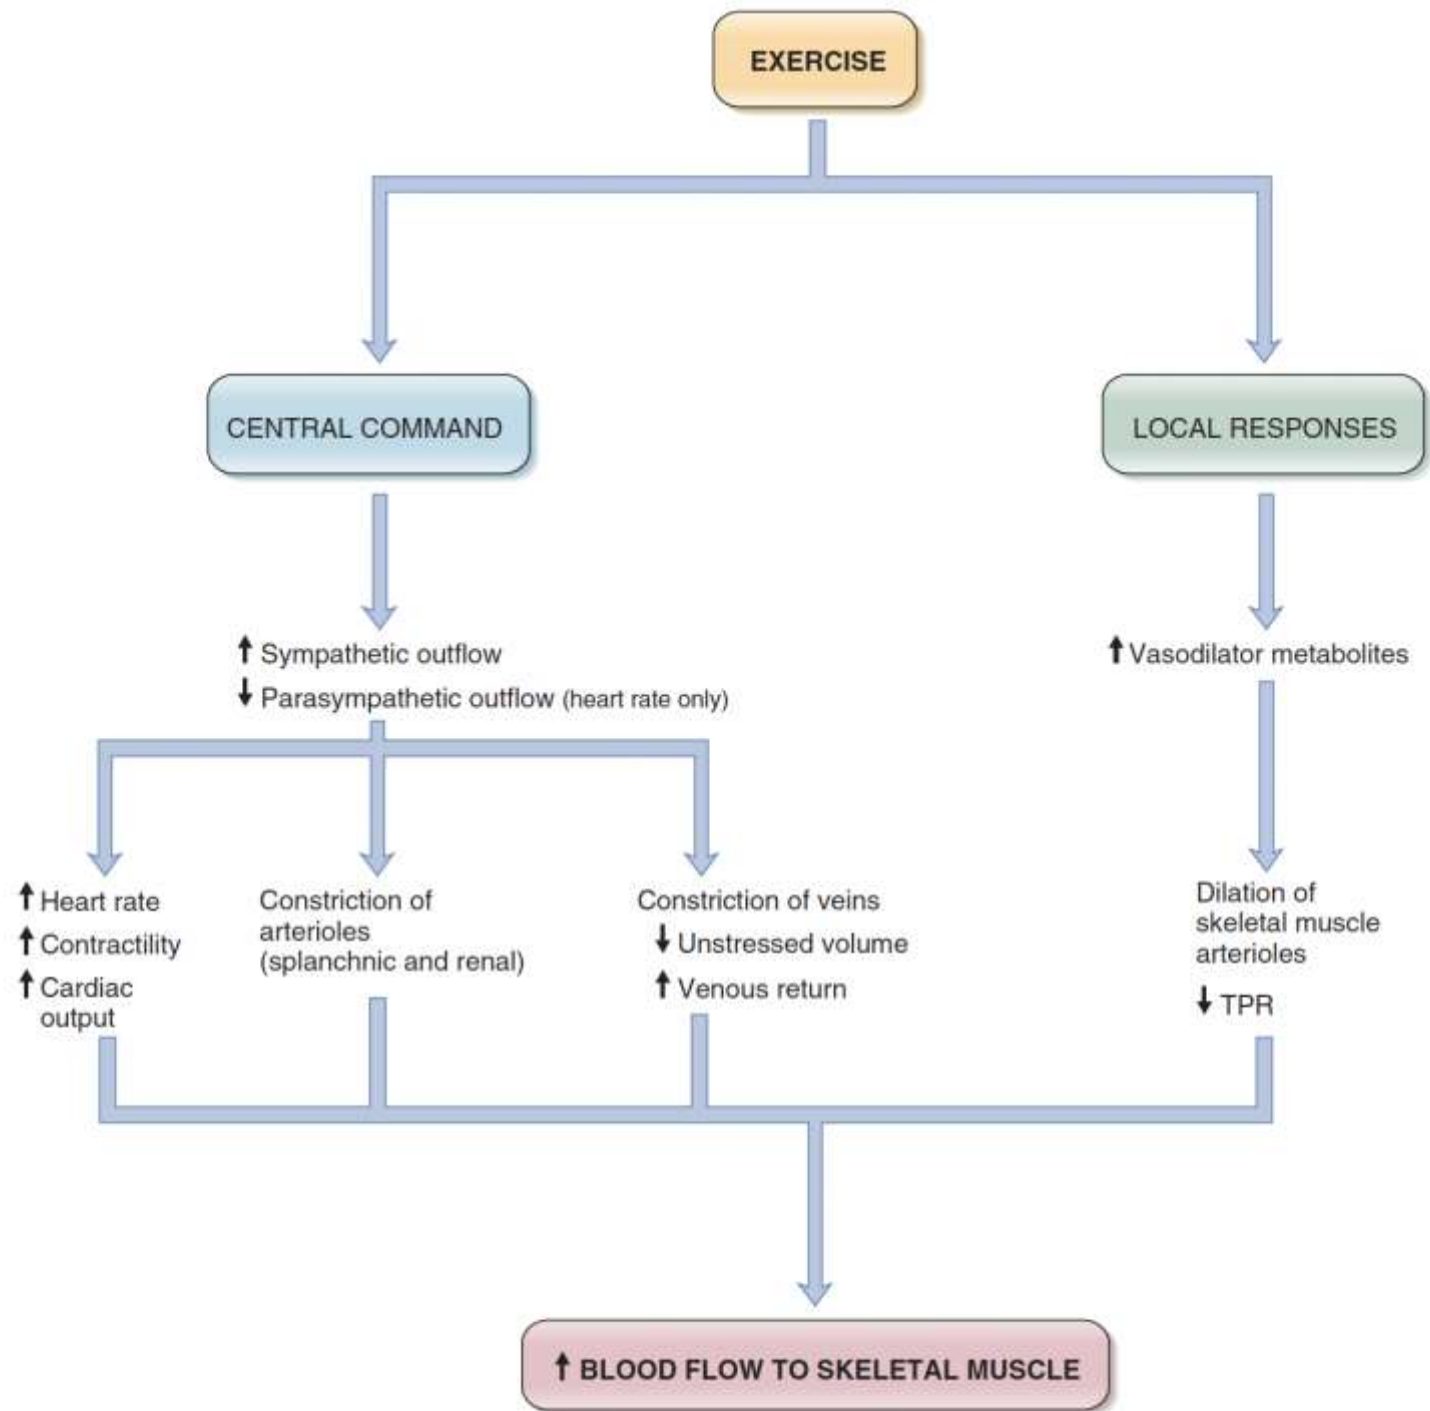 EXERCISE
CENTRAL COMMAND
LOCAL RESPONSES
↑ Sympathetic outflow
↓ Parasympathetic outflow (heart rate only)
↑ Vasodilator metabolites
↑ Heart rate
↑ Contractility
↑ Cardiac
output
Constriction of
arterioles
(splanchnic and renal)
Constriction of veins
↓ Unstressed volume
↑ Venous return
Dilation of
skeletal muscle
arterioles
↓ TPR
↑ BLOOD FLOW TO SKELETAL MUSCLE